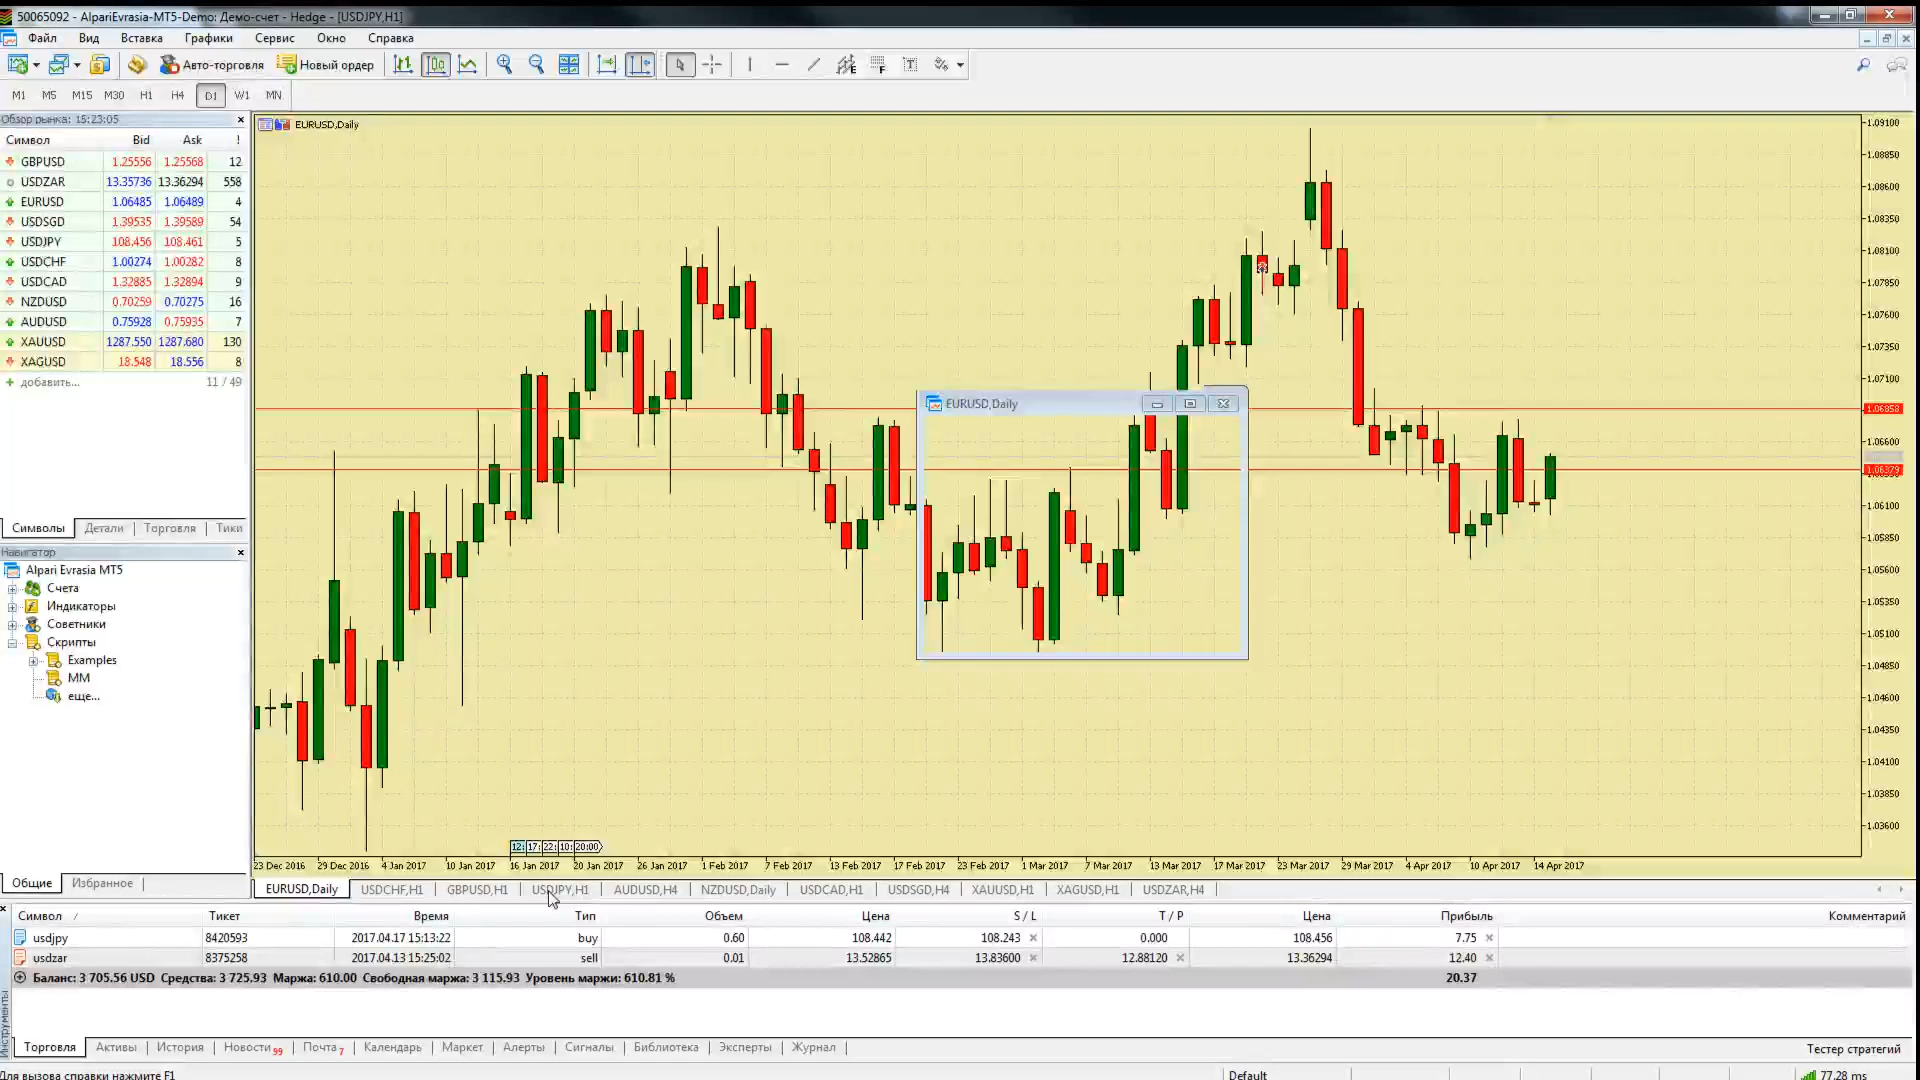 50065092 - AlpariEvrasia-MT5-Demo: Демо-счет - Hedge - [USDJPY,H1]
Файл Вид Вставка Графики Сервис Окно Справка
Авто-торговля Новый ордер
M1 M5 M15 M30 H1 H4 D1 W1 MN
Обзор рынка: 15:23:05
Символ Bid Ask !
GBPUSD 1.25556 1.25568 12
USDZAR 13.35736 13.36294 558
EURUSD 1.06485 1.06489 4
USDSGD 1.39535 1.39589 54
USDJPY 108.456 108.461 5
USDCHF 1.00274 1.00282 8
USDCAD 1.32885 1.32894 9
NZDUSD 0.70259 0.70275 16
AUDUSD 0.75928 0.75935 7
XAUUSD 1287.550 1287.680 130
XAGUSD 18.548 18.556 8
+ добавить... 11 / 49
Символы Детали Торговля Тики
Навигатор
Alpari Evrasia MT5
Счета
Индикаторы
Советники
Скрипты
Examples
MM
еще...
Общие Избранное
EURUSD,Daily
EURUSD,Daily
1.09100
1.08850
1.08600
1.08350
1.08100
1.07850
1.07600
1.07350
1.07100
1.06858
1.06600
1.06379
1.06100
1.05850
1.05600
1.05350
1.05100
1.04850
1.04600
1.04350
1.04100
1.03850
1.03600
12: 17: 22: 10: 20:00
23 Dec 2016 29 Dec 2016 4 Jan 2017 10 Jan 2017 16 Jan 2017 20 Jan 2017 26 Jan 2017 1 Feb 2017 7 Feb 2017 13 Feb 2017 17 Feb 2017 23 Feb 2017 1 Mar 2017 7 Mar 2017 13 Mar 2017 17 Mar 2017 23 Mar 2017 29 Mar 2017 4 Apr 2017 10 Apr 2017 14 Apr 2017
EURUSD,Daily USDCHF,H1 GBPUSD,H1 USDJPY,H1 AUDUSD,H4 NZDUSD,Daily USDCAD,H1 USDSGD,H4 XAUUSD,H1 XAGUSD,H1 USDZAR,H4
Символ / Тикет Время Тип Объем Цена S / L T / P Цена Прибыль Комментарий
usdjpy 8420593 2017.04.17 15:13:22 buy 0.60 108.442 108.243 0.000 108.456 7.75
usdzar 8375258 2017.04.13 15:25:02 sell 0.01 13.52865 13.83600 12.88120 13.36294 12.40
Баланс: 3 705.56 USD Средства: 3 725.93 Маржа: 610.00 Свободная маржа: 3 115.93 Уровень маржи: 610.81 % 20.37
Инструменты
Торговля Активы История Новости 99 Почта 7 Календарь Маркет Алерты Сигналы Библиотека Эксперты Журнал Тестер стратегий
Для вызова справки нажмите F1 Default 77.28 ms